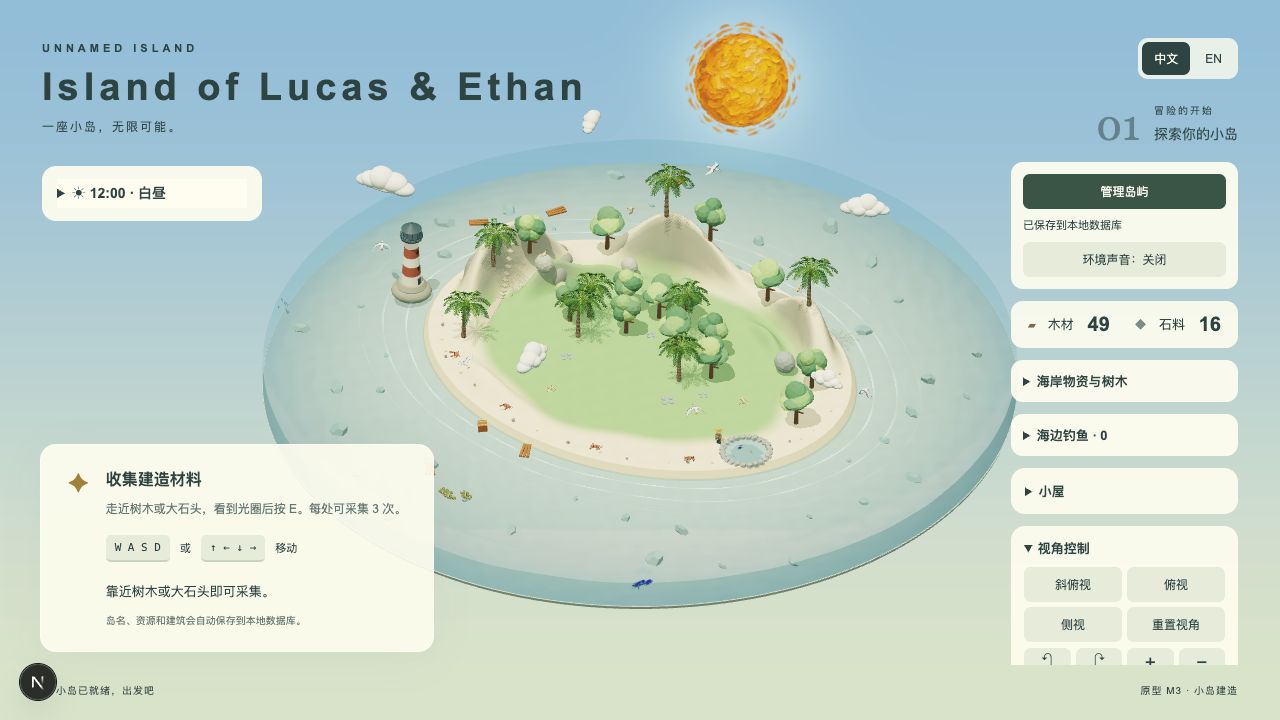 UNNAMED ISLAND
Island of Lucas & Ethan
一座小岛，无限可能。
12:00 · 白昼
中文 EN
01
冒险的开始
探索你的小岛
管理岛屿
已保存到本地数据库
环境声音：关闭
木材 49 石料 16
海岸物资与树木
海边钓鱼 · 0
小屋
视角控制
斜俯视 俯视
侧视 重置视角
+ −
收集建造材料
走近树木或大石头，看到光圈后按 E。每处可采集 3 次。
W A S D 或 ↑ ← ↓ → 移动
靠近树木或大石头即可采集。
岛名、资源和建筑会自动保存到本地数据库。
N
小岛已就绪，出发吧
原型 M3 · 小岛建造